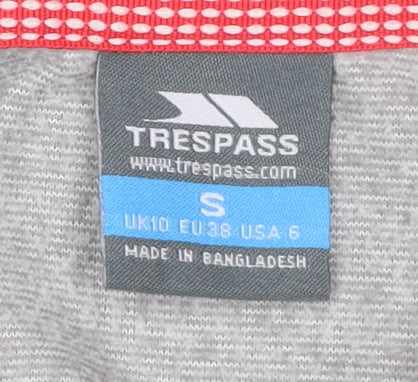 TRESPASS
www.trespass.com
S
UK10 EU38 USA 6
MADE IN BANGLADESH